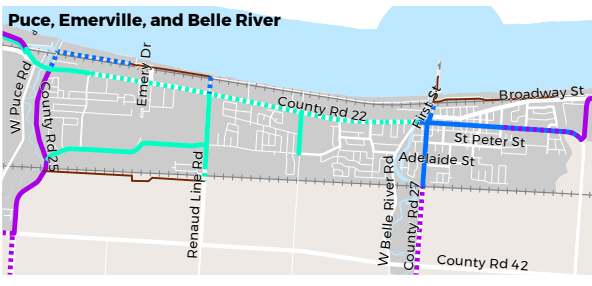 Puce, Emerville, and Belle River
W Puce Rd
County Rd 25
Emery Dr
Renaud Line Rd
County Rd 22
First St
Broadway St
St Peter St
Adelaide St
W Belle River Rd
County Rd 27
County Rd 42